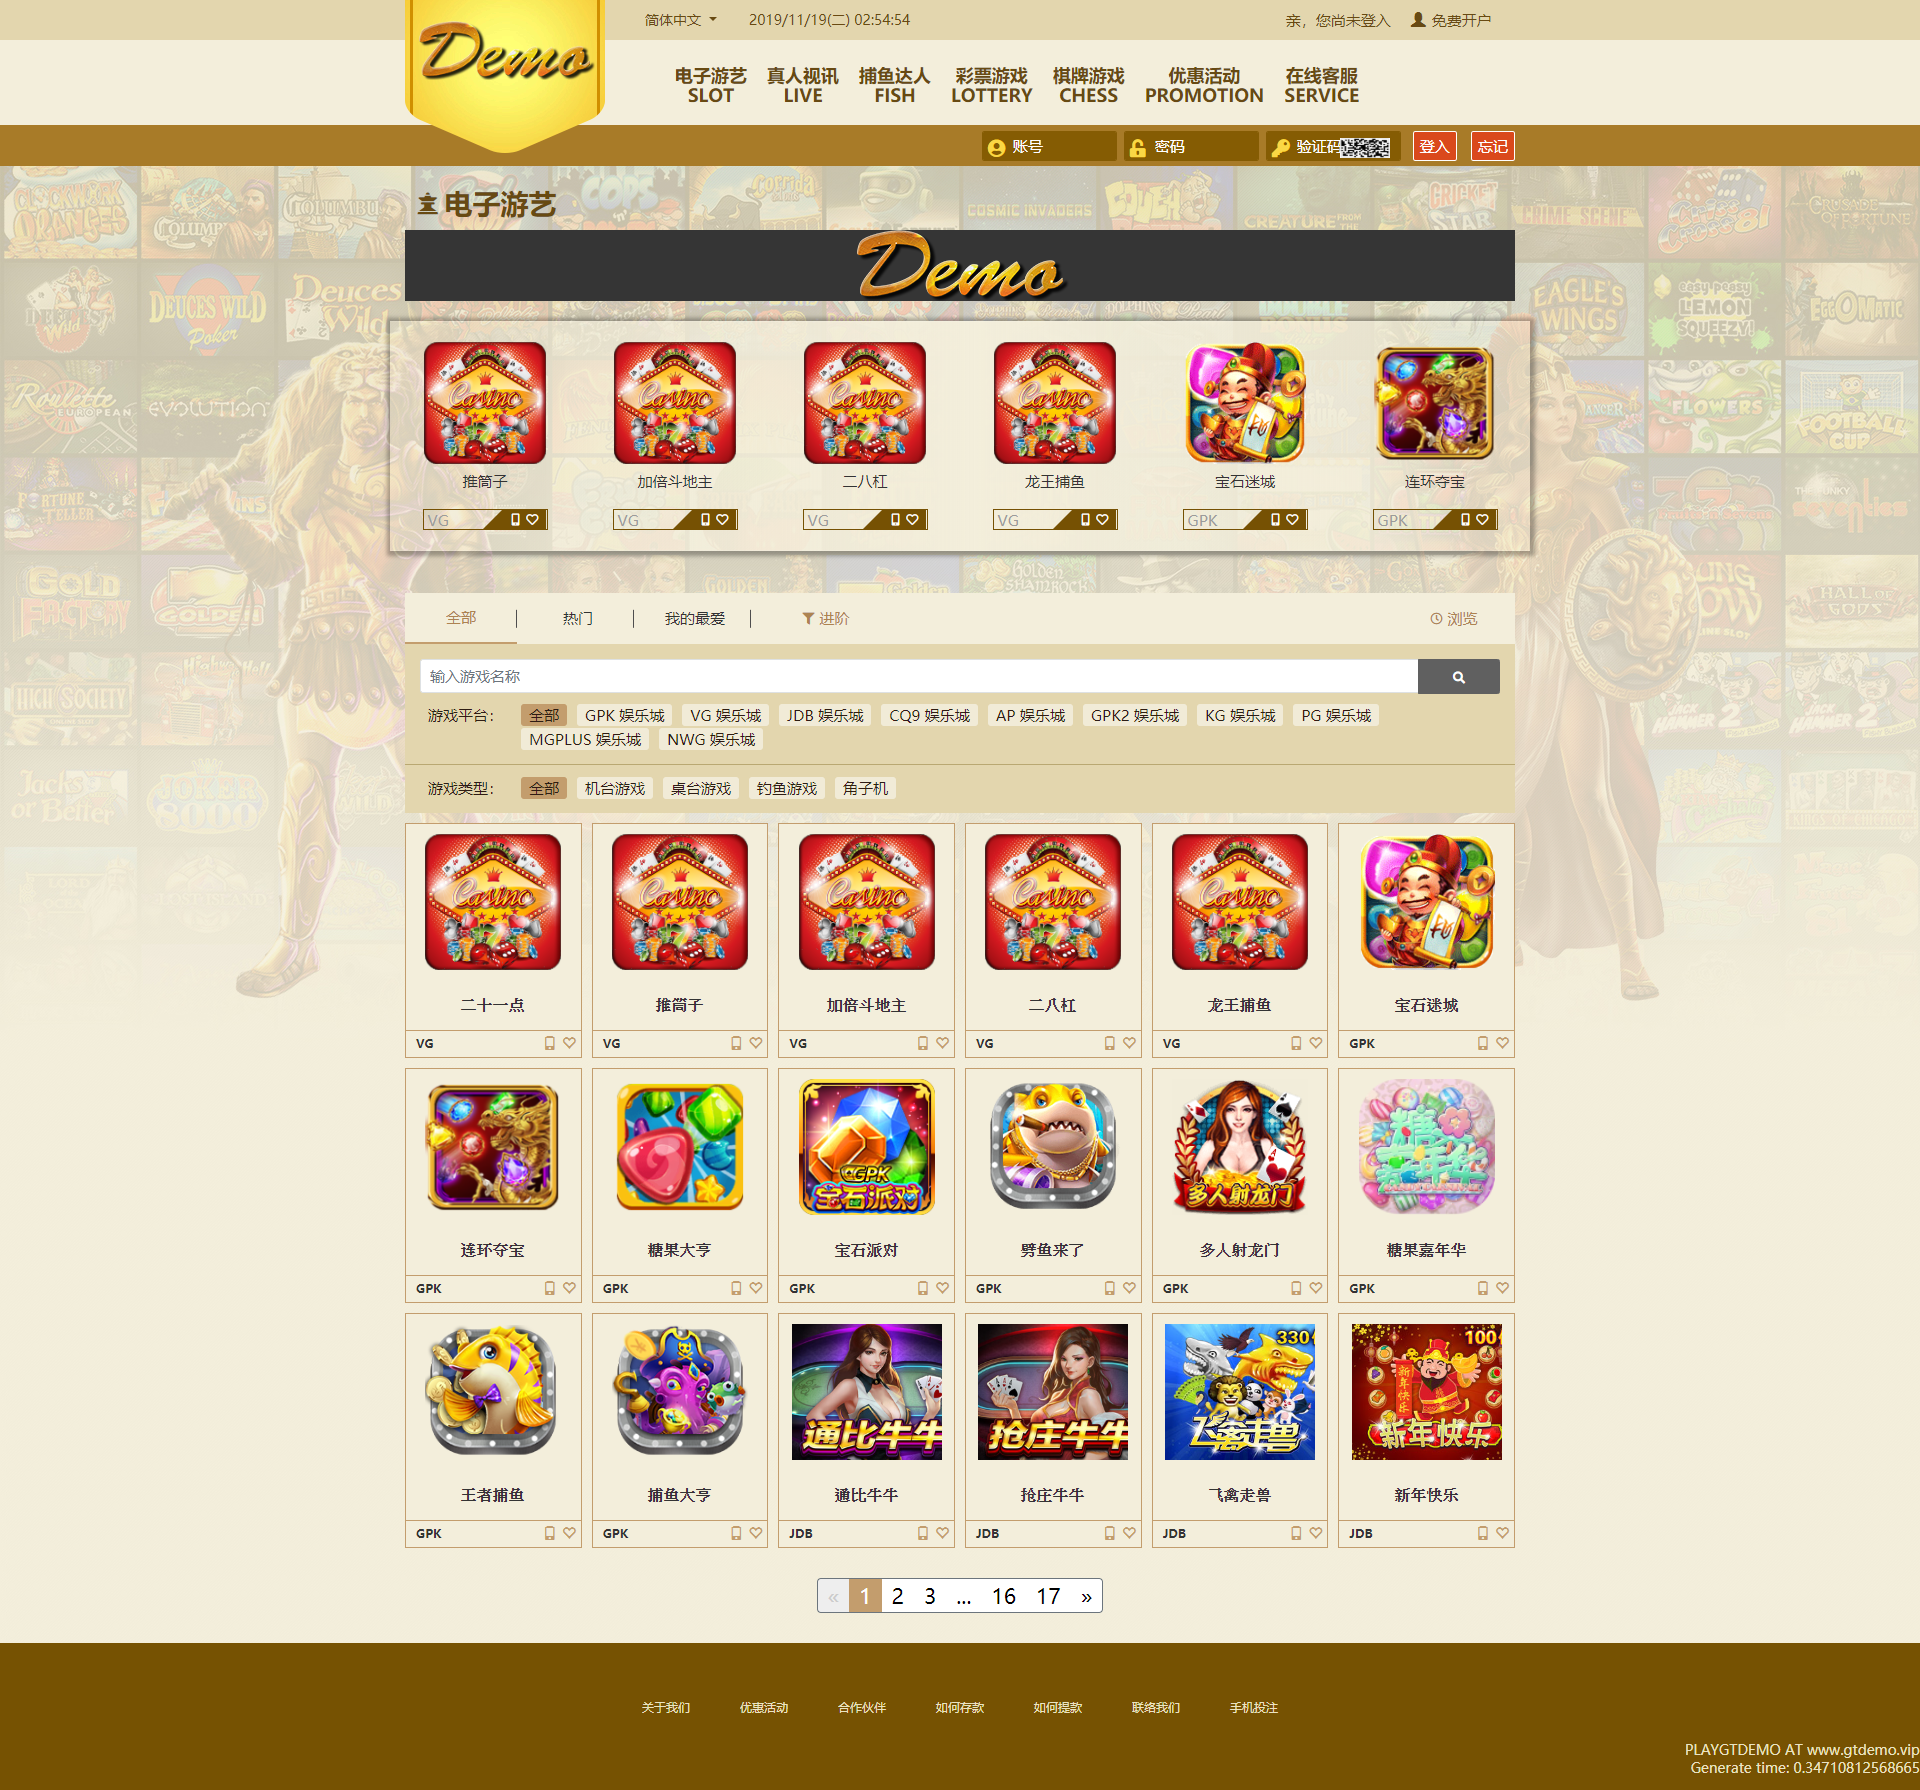 Demo
简体中文 2019/11/19(二) 02:54:54 亲，您尚未登入 免费开户
电子游艺 真人视讯 捕鱼达人 彩票游戏 棋牌游戏 优惠活动 在线客服
SLOT LIVE FISH LOTTERY CHESS PROMOTION SERVICE
账号 密码 验证码 登入 忘记
电子游艺
Demo
推筒子 加倍斗地主 二八杠 龙王捕鱼 宝石迷城 连环夺宝
VG VG VG VG GPK GPK
全部 热门 我的最爱 进阶 浏览
输入游戏名称
游戏平台： 全部 GPK 娱乐城 VG 娱乐城 JDB 娱乐城 CQ9 娱乐城 AP 娱乐城 GPK2 娱乐城 KG 娱乐城 PG 娱乐城
MGPLUS 娱乐城 NWG 娱乐城
游戏类型： 全部 机台游戏 桌台游戏 钓鱼游戏 角子机
二十一点 推筒子 加倍斗地主 二八杠 龙王捕鱼 宝石迷城
VG VG VG VG VG GPK
连环夺宝 糖果大亨 宝石派对 劈鱼来了 多人射龙门 糖果嘉年华
GPK GPK GPK GPK GPK GPK
王者捕鱼 捕鱼大亨 通比牛牛 抢庄牛牛 飞禽走兽 新年快乐
GPK GPK JDB JDB JDB JDB
« 1 2 3 ... 16 17 »
关于我们 优惠活动 合作伙伴 如何存款 如何提款 联络我们 手机投注
PLAYGTDEMO AT www.gtdemo.vip
Generate time: 0.34710812568665